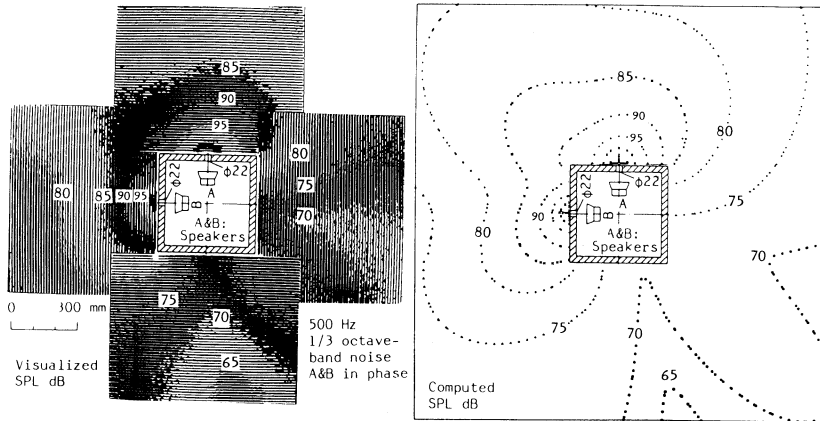 85
90
95
80
85 90 95
φ22
φ22
A
B
A&B:
Speakers
80
75
70
0 300 mm
75
70
65
500 Hz
1/3 octave-
band noise
A&B in phase
Visualized
SPL dB
85
90
95
80
75
φ22
φ22
A
B
90
A&B:
Speakers
80
75
70
70
65
Computed
SPL dB